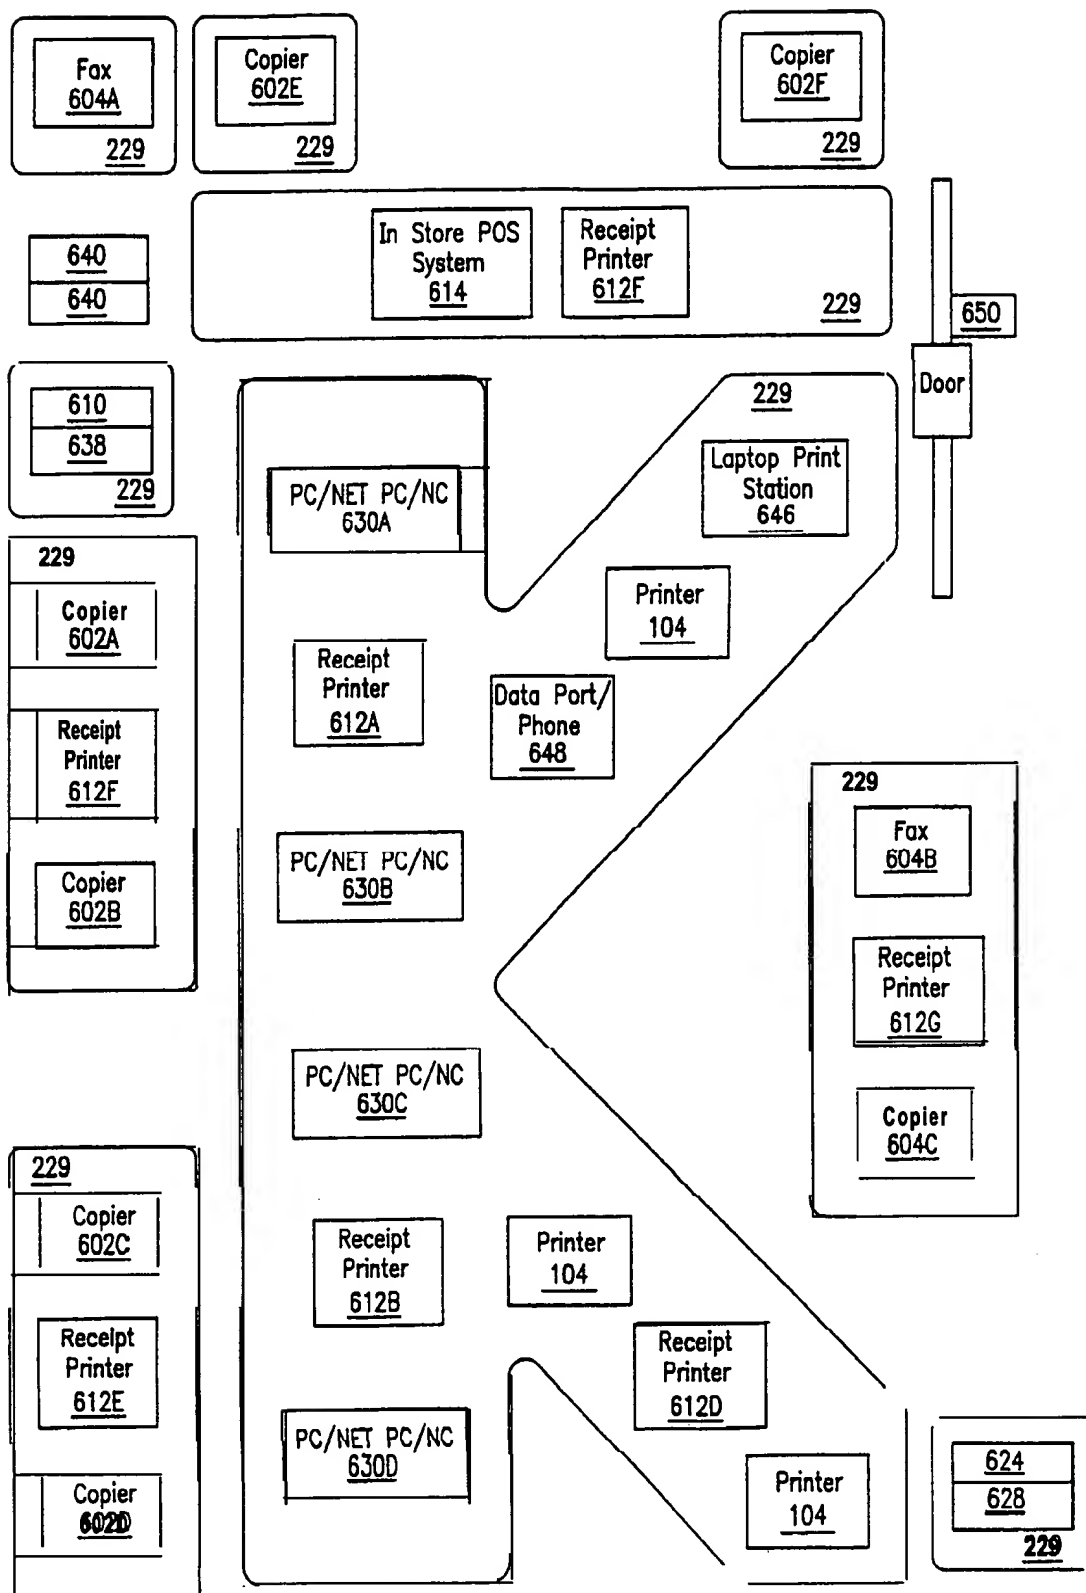 Fax
604A
229
Copier
602E
229
Copier
602F
229
640
640
In Store POS
System
614
Receipt
Printer
612F
229
650
Door
610
638
229
229
Laptop Print
Station
646
PC/NET PC/NC
630A
Printer
104
229
Copier
602A
Receipt
Printer
612F
Copier
602B
Receipt
Printer
612A
Data Port/
Phone
648
PC/NET PC/NC
630B
229
Fax
604B
Receipt
Printer
612G
Copier
604C
PC/NET PC/NC
630C
229
Copier
602C
Receipt
Printer
612E
Copier
602D
Receipt
Printer
612B
Printer
104
Receipt
Printer
612D
PC/NET PC/NC
630D
Printer
104
624
628
229